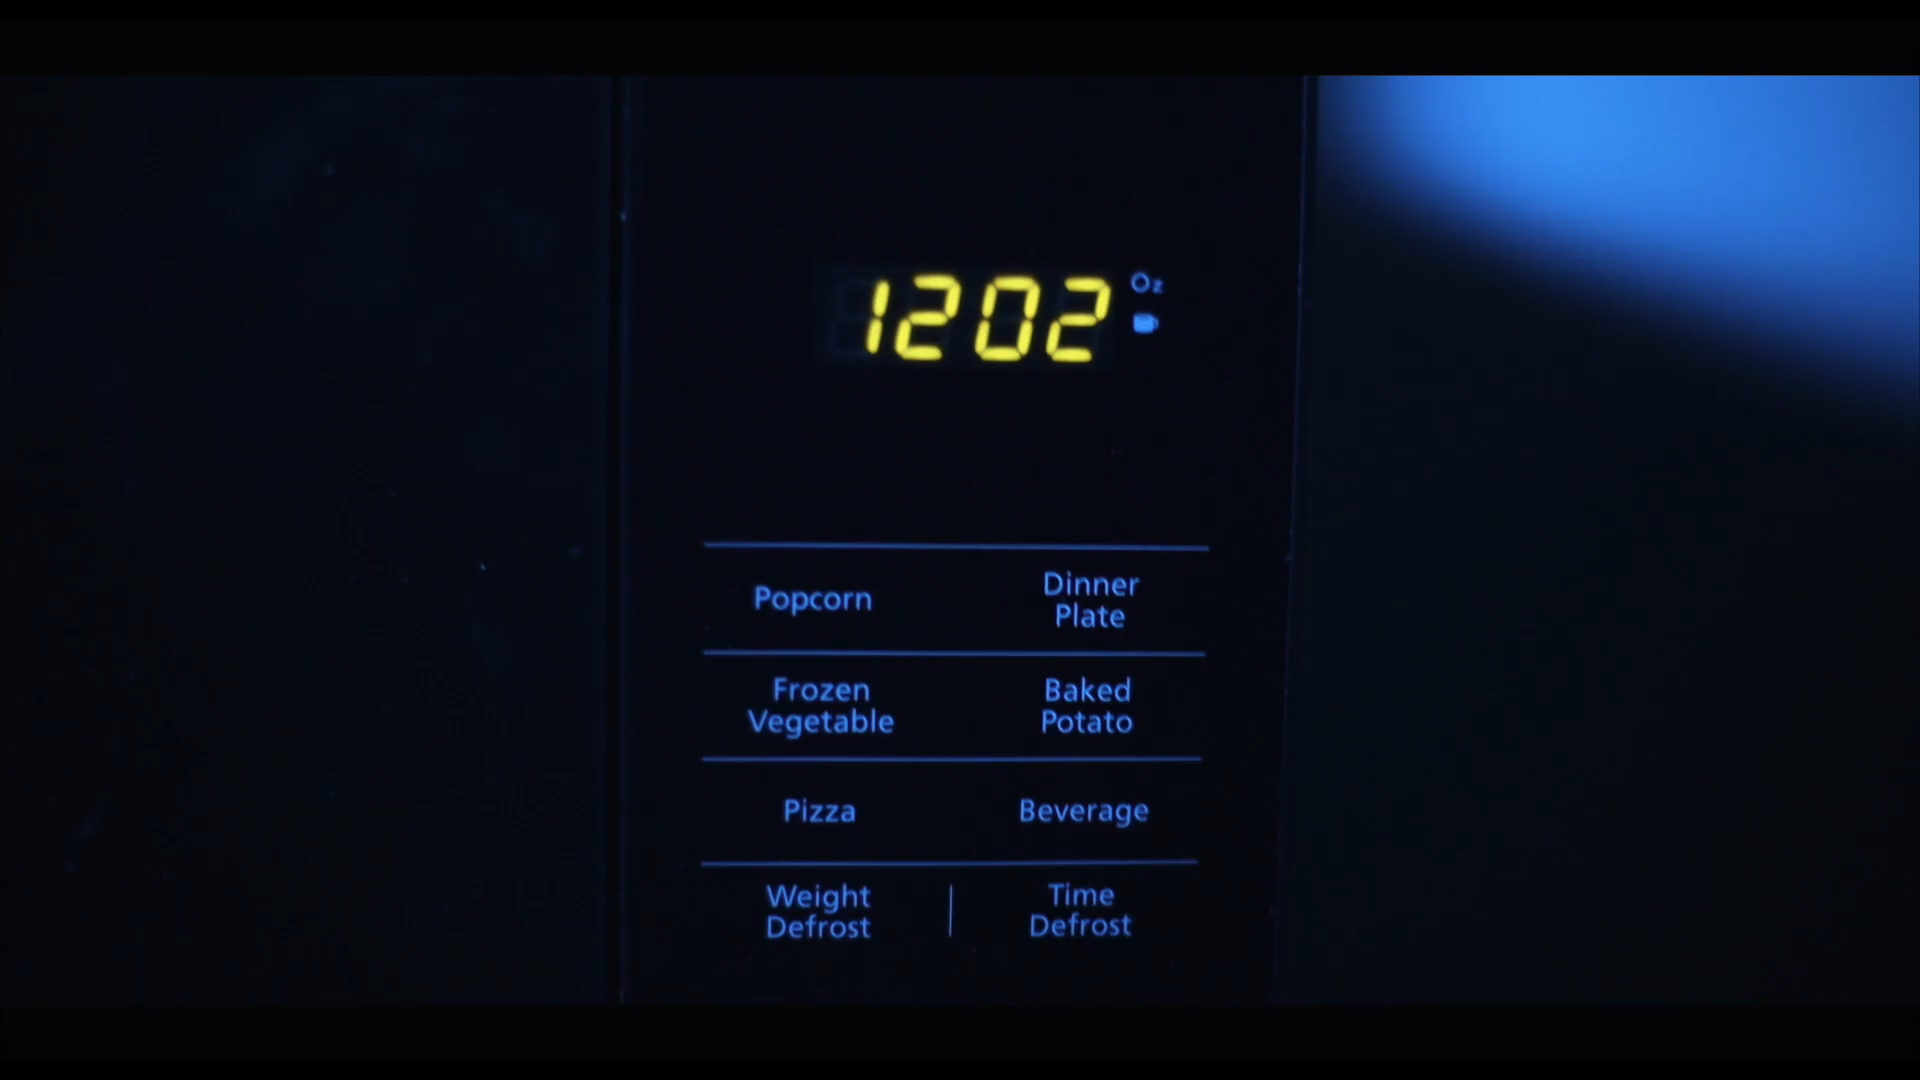 1202
Oz
Popcorn
Dinner
Plate
Frozen
Vegetable
Baked
Potato
Pizza
Beverage
Weight
Defrost
Time
Defrost